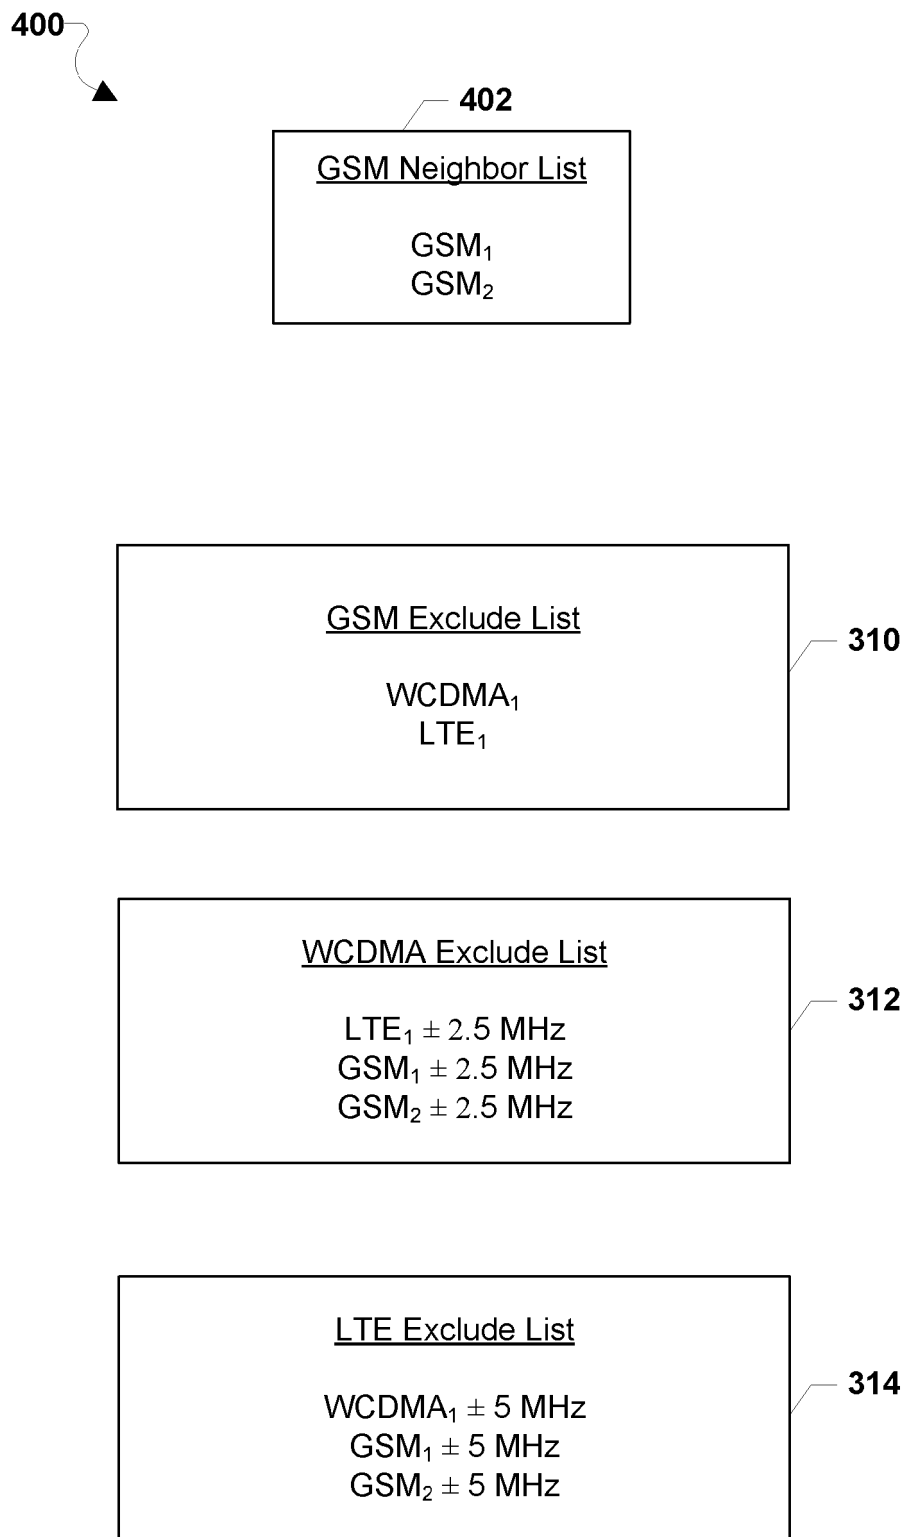 400
402
GSM Neighbor List
GSM₁
GSM₂
GSM Exclude List
310
WCDMA₁
LTE₁
WCDMA Exclude List
312
LTE₁ ± 2.5 MHz
GSM₁ ± 2.5 MHz
GSM₂ ± 2.5 MHz
LTE Exclude List
314
WCDMA₁ ± 5 MHz
GSM₁ ± 5 MHz
GSM₂ ± 5 MHz